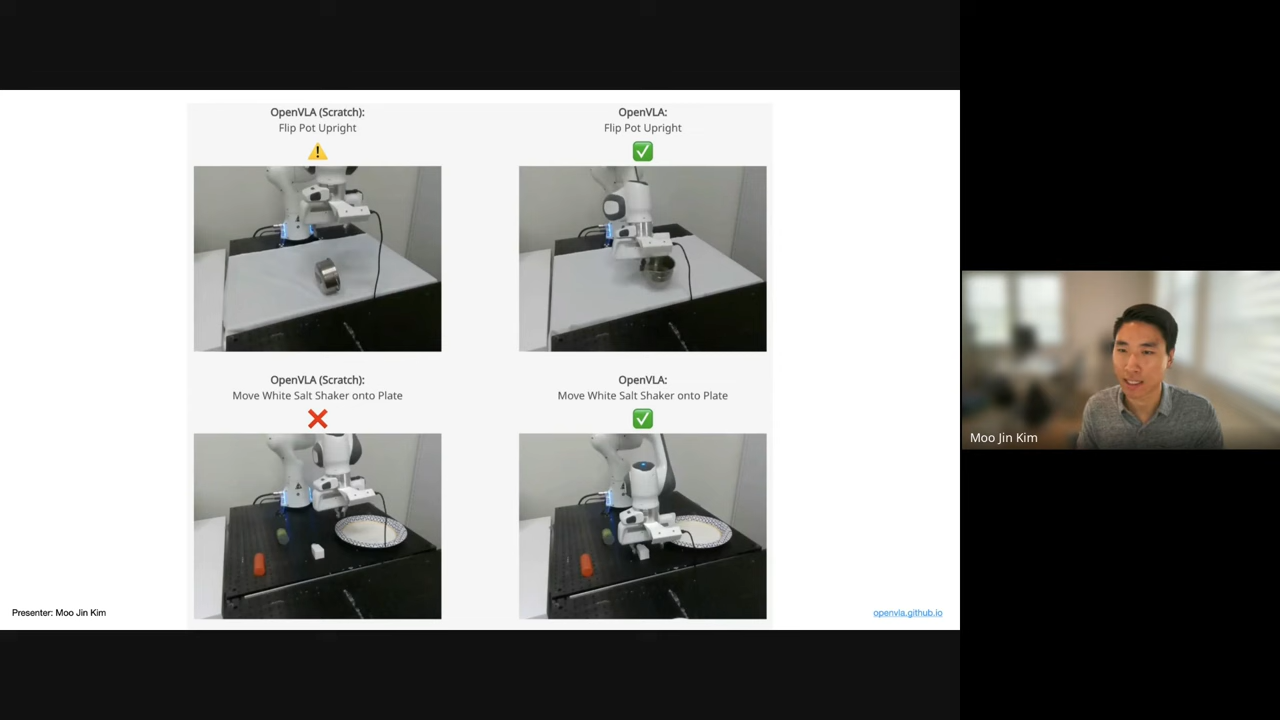 OpenVLA (Scratch):
Flip Pot Upright
OpenVLA:
Flip Pot Upright
OpenVLA (Scratch):
Move White Salt Shaker onto Plate
OpenVLA:
Move White Salt Shaker onto Plate
Presenter: Moo Jin Kim
openvla.github.io
Moo Jin Kim